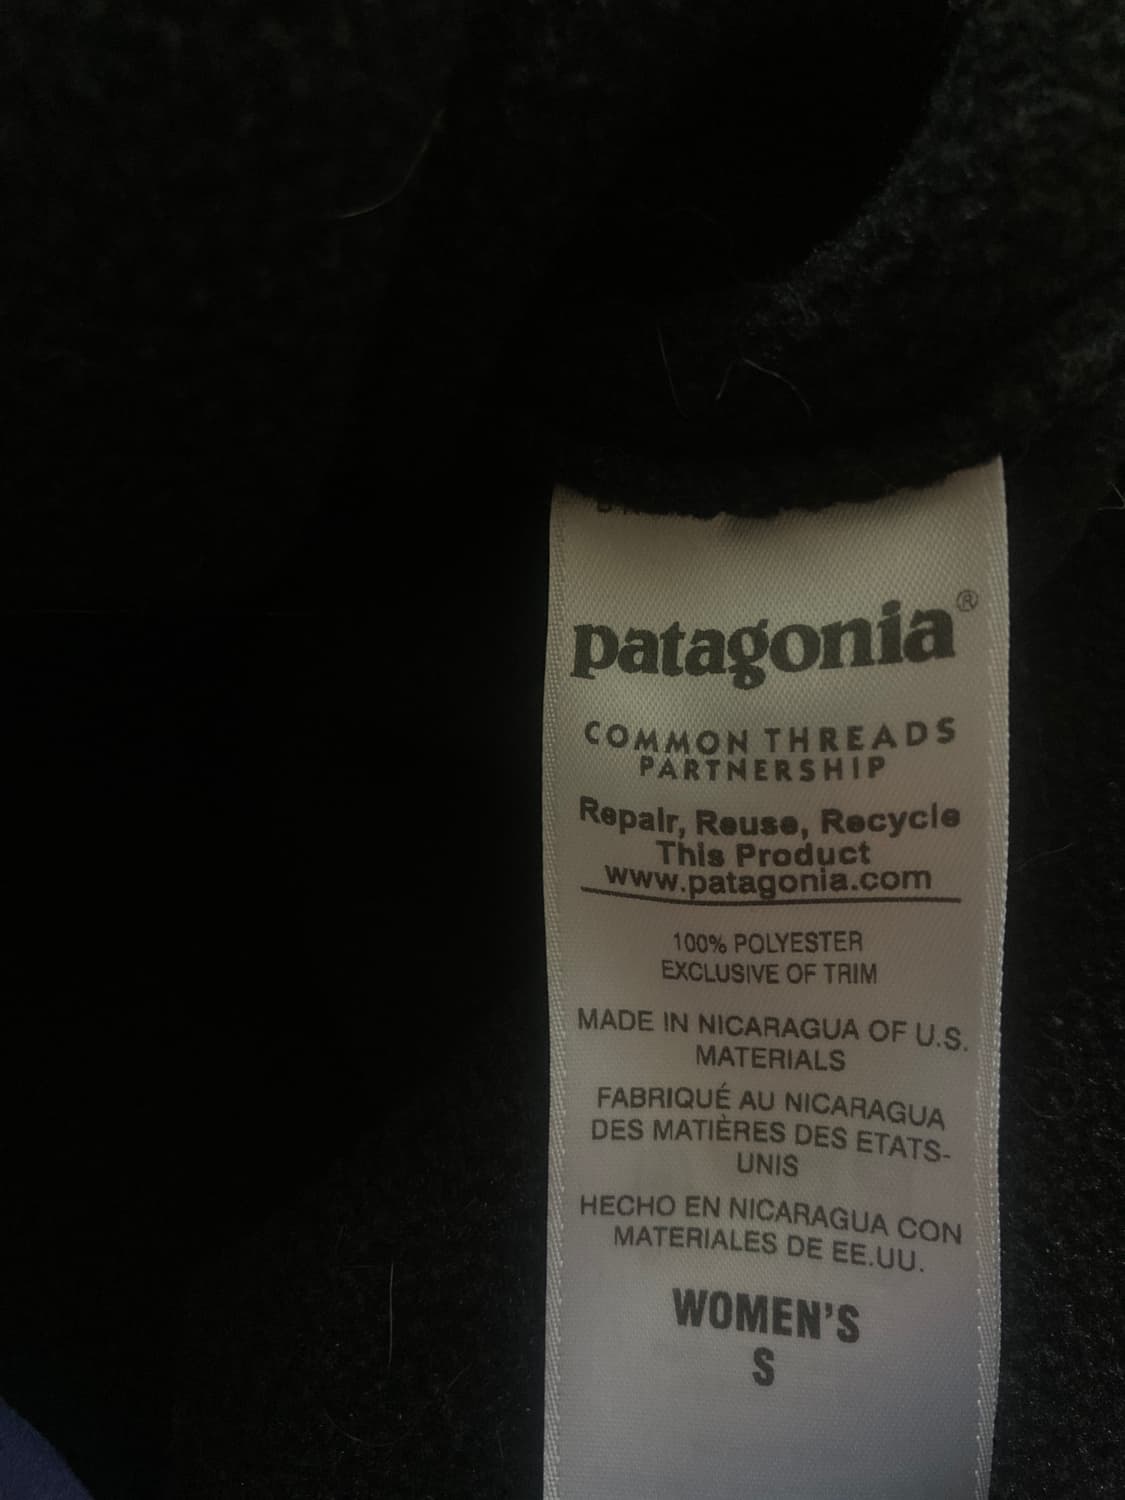 patagonia®
COMMON THREADS
PARTNERSHIP
Repair, Reuse, Recycle
This Product
www.patagonia.com
100% POLYESTER
EXCLUSIVE OF TRIM
MADE IN NICARAGUA OF U.S.
MATERIALS
FABRIQUÉ AU NICARAGUA
DES MATIÈRES DES ETATS-
UNIS
HECHO EN NICARAGUA CON
MATERIALES DE EE.UU.
WOMEN'S
S